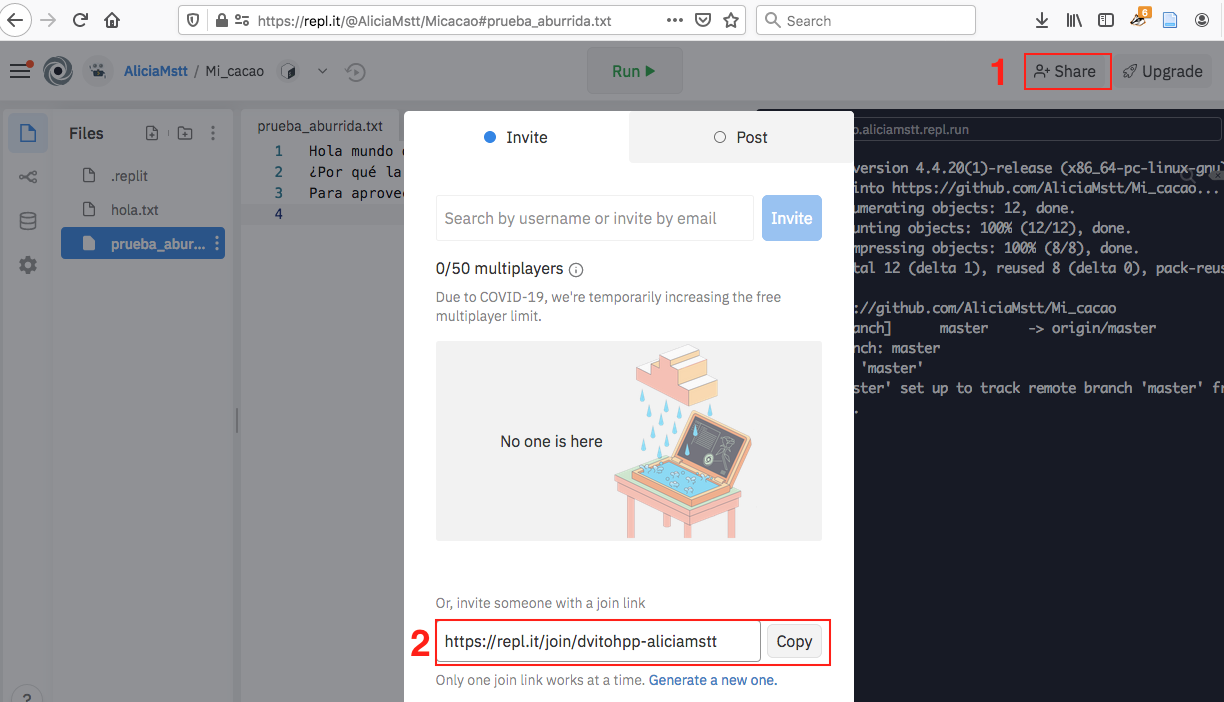 https://repl.it/@AliciaMstt/Micacao#prueba_aburrida.txt
Search
6
AliciaMstt / Mi_cacao
Run
1
Share
Upgrade
Files
.replit
hola.txt
prueba_abur...
prueba_aburrida.txt
1 Hola mundo
2 ¿Por qué la
3 Para aprovec
4
Invite
Post
Search by username or invite by email
Invite
0/50 multiplayers
Due to COVID-19, we're temporarily increasing the free
multiplayer limit.
No one is here
Or, invite someone with a join link
2
https://repl.it/join/dvitohpp-aliciamstt
Copy
Only one join link works at a time. Generate a new one.
o.aliciamstt.repl.run
version 4.4.20(1)-release (x86_64-pc-linux-gnu)
into https://github.com/AliciaMstt/Mi_cacao...
umerating objects: 12, done.
unting objects: 100% (12/12), done.
mpressing objects: 100% (8/8), done.
tal 12 (delta 1), reused 8 (delta 0), pack-reus
://github.com/AliciaMstt/Mi_cacao
anch] master -> origin/master
nch: master
'master'
ster' set up to track remote branch 'master' fr
.
?